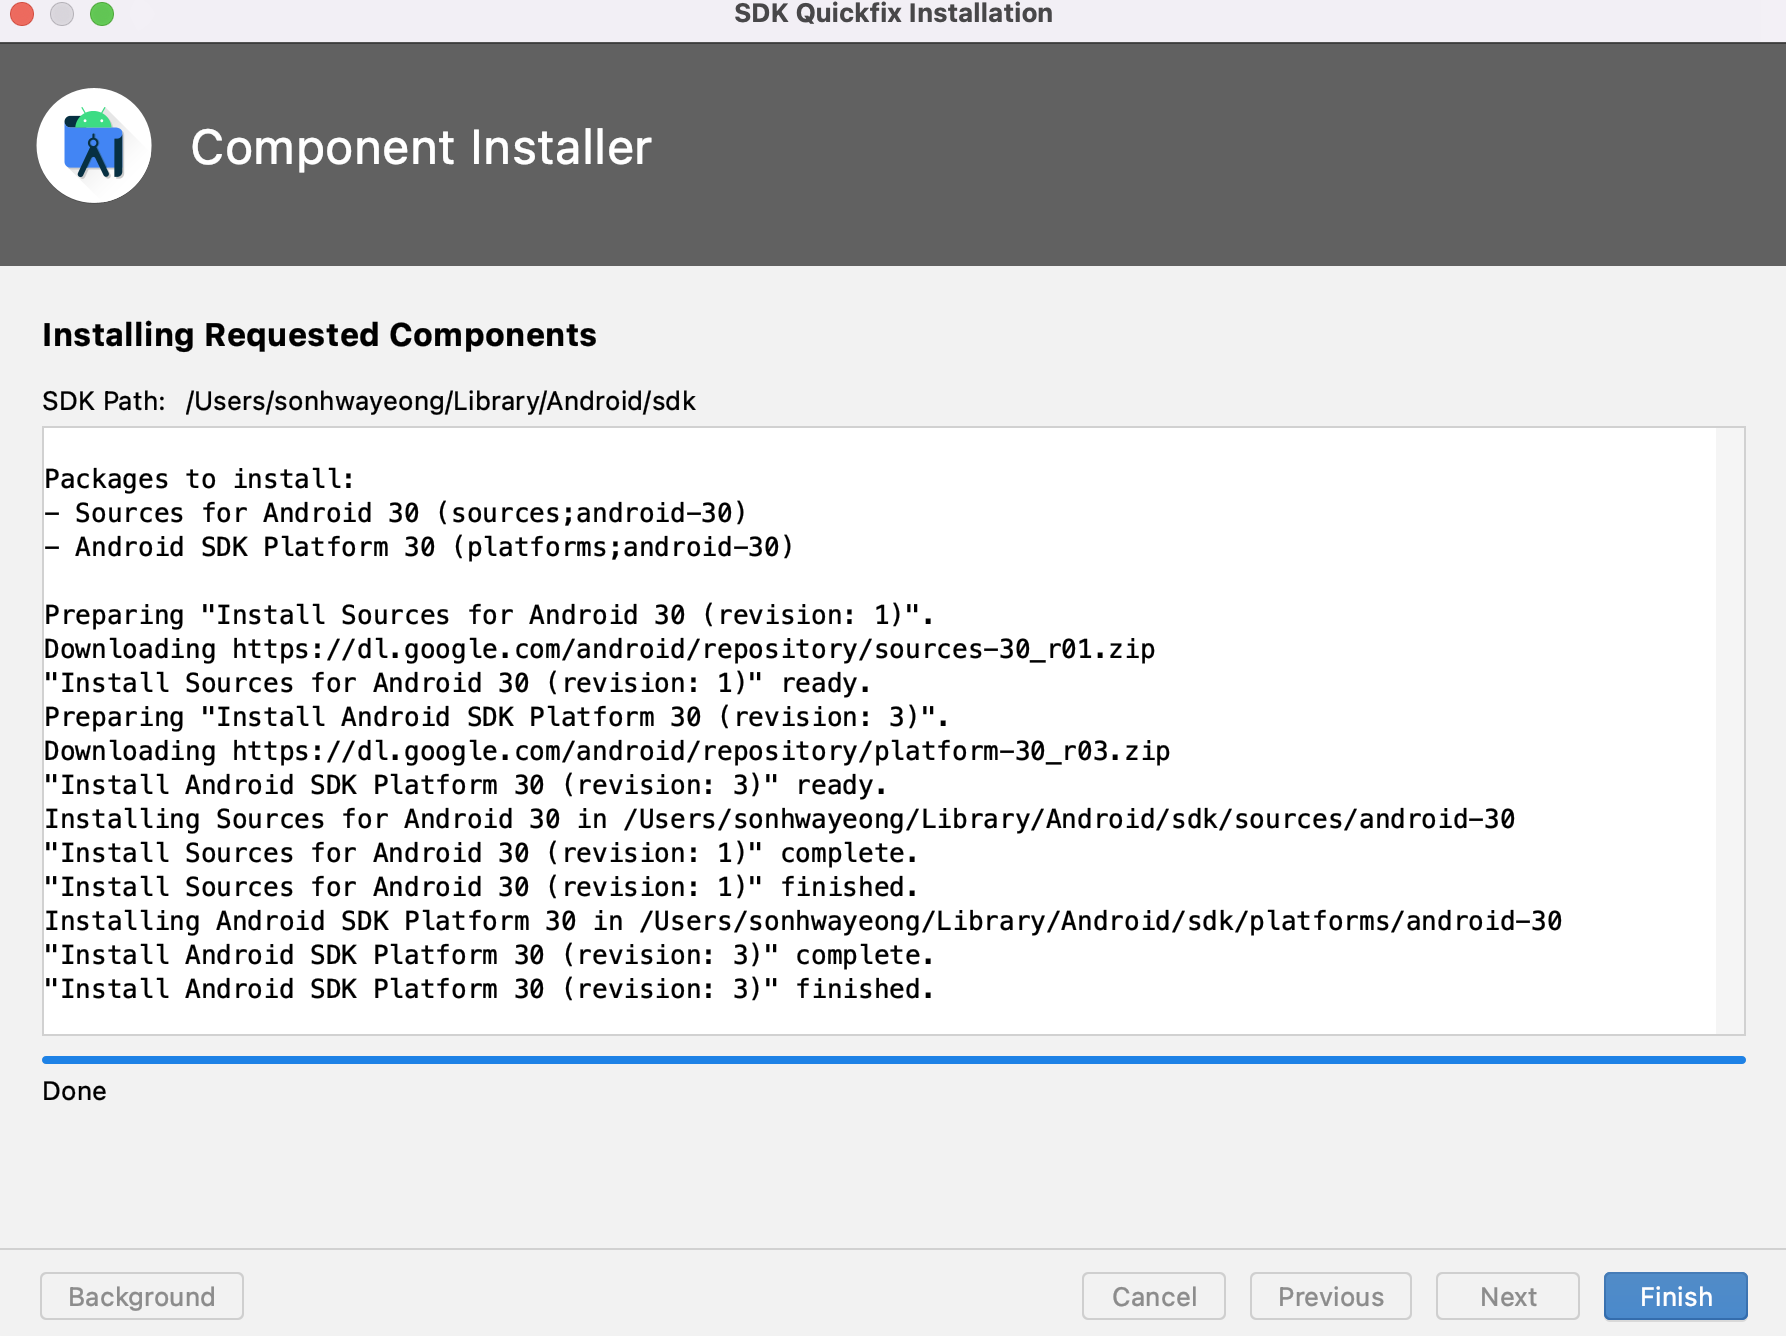 SDK Quickfix Installation
Component Installer
Installing Requested Components
SDK Path: /Users/sonhwayeong/Library/Android/sdk
Packages to install:
- Sources for Android 30 (sources;android-30)
- Android SDK Platform 30 (platforms;android-30)
Preparing "Install Sources for Android 30 (revision: 1)".
Downloading https://dl.google.com/android/repository/sources-30_r01.zip
"Install Sources for Android 30 (revision: 1)" ready.
Preparing "Install Android SDK Platform 30 (revision: 3)".
Downloading https://dl.google.com/android/repository/platform-30_r03.zip
"Install Android SDK Platform 30 (revision: 3)" ready.
Installing Sources for Android 30 in /Users/sonhwayeong/Library/Android/sdk/sources/android-30
"Install Sources for Android 30 (revision: 1)" complete.
"Install Sources for Android 30 (revision: 1)" finished.
Installing Android SDK Platform 30 in /Users/sonhwayeong/Library/Android/sdk/platforms/android-30
"Install Android SDK Platform 30 (revision: 3)" complete.
"Install Android SDK Platform 30 (revision: 3)" finished.
Done
Background Cancel Previous Next Finish